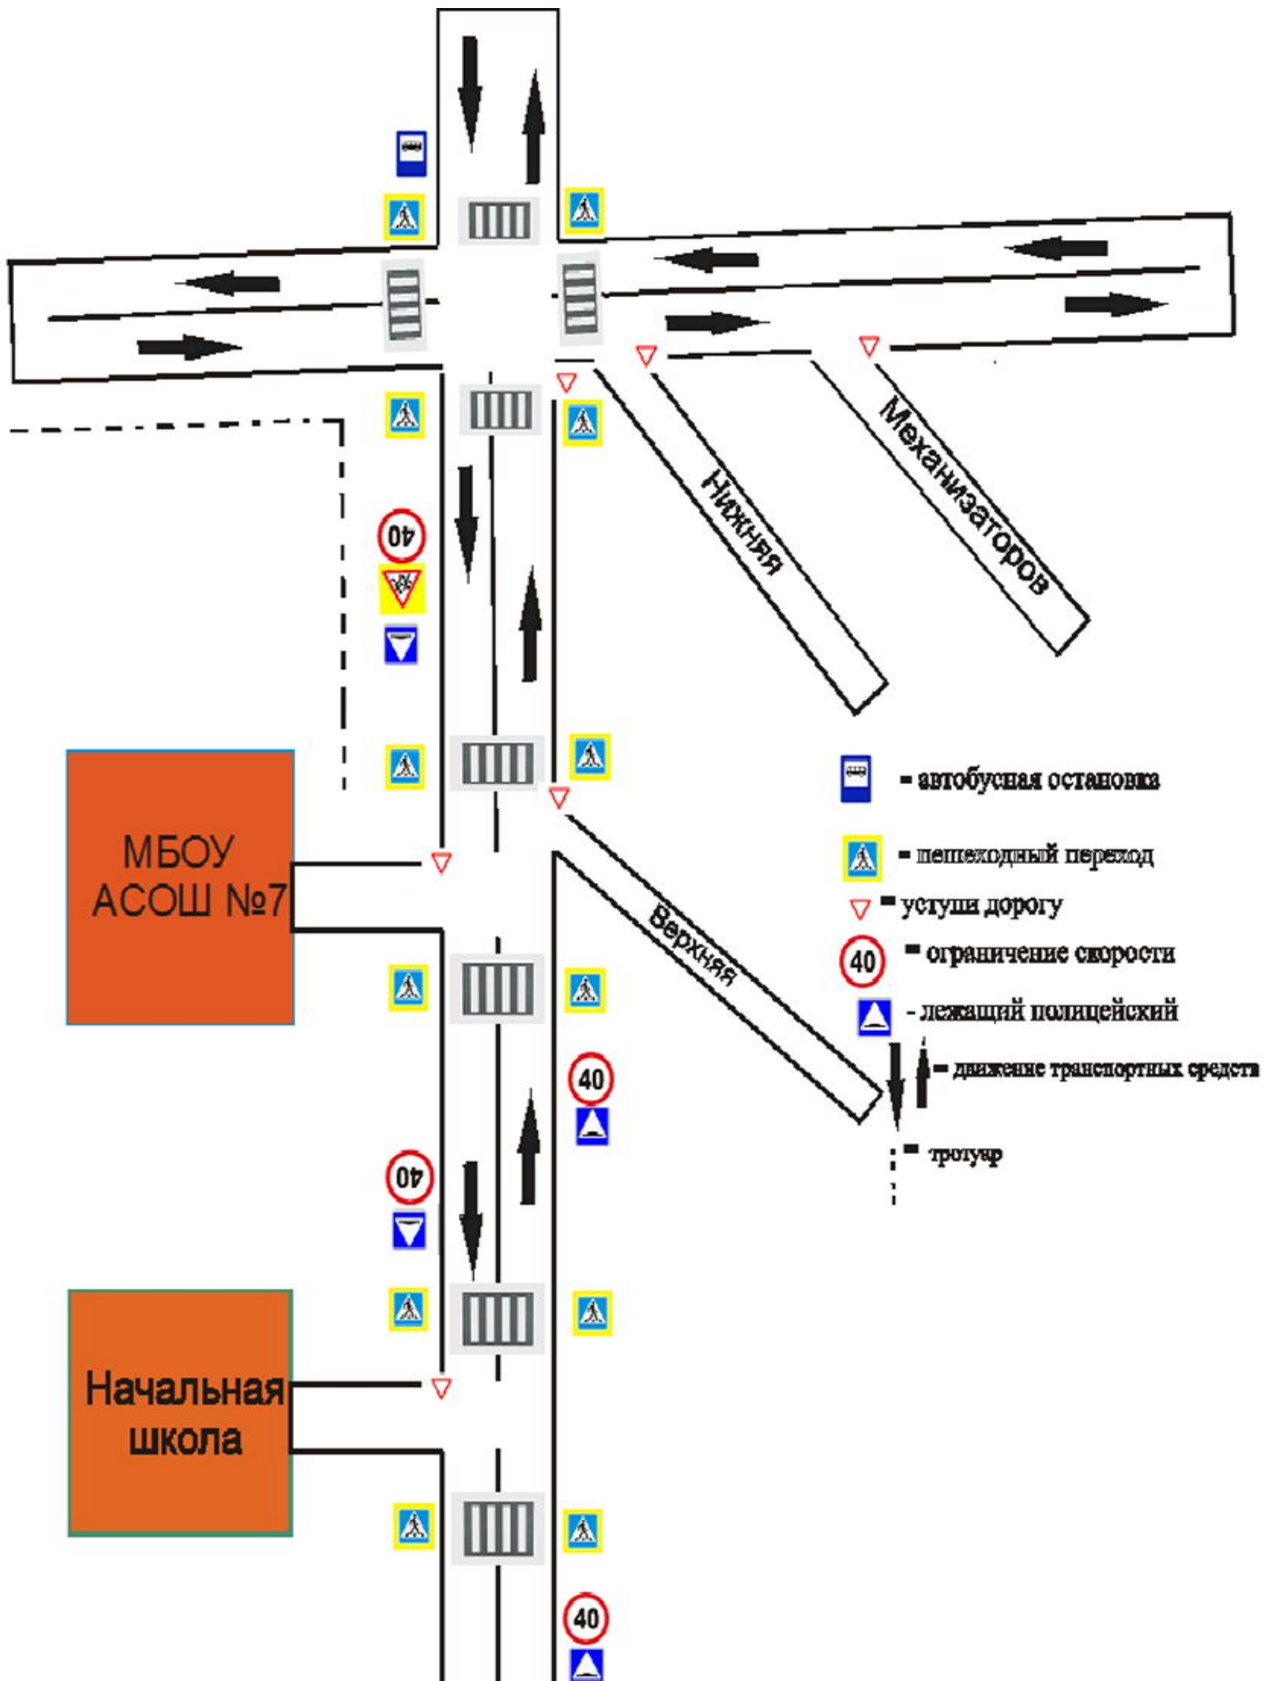 Механизаторов
Нижняя
40
- автобусная остановка
МБОУ
АСОШ №7
- пешеходный переход
- уступи дорогу
Верхняя
40
- ограничение скорости
- лежащий полицейский
40
- движение транспортных средств
- тротуар
40
Начальная
школа
40